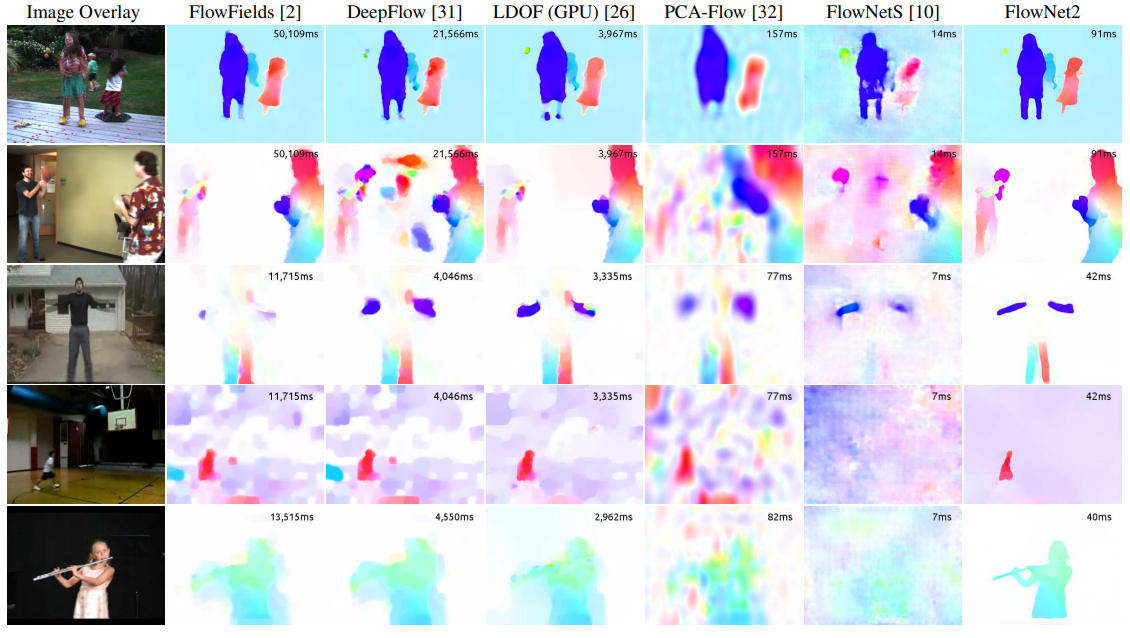 Image Overlay FlowFields [2] DeepFlow [31] LDOF (GPU) [26] PCA-Flow [32] FlowNetS [10] FlowNet2
50,109ms 21,566ms 3,967ms 157ms 14ms 91ms
50,109ms 21,566ms 3,967ms 157ms 14ms 91ms
11,715ms 4,046ms 3,335ms 77ms 7ms 42ms
11,715ms 4,046ms 3,335ms 77ms 7ms 42ms
13,515ms 4,550ms 2,962ms 82ms 7ms 40ms